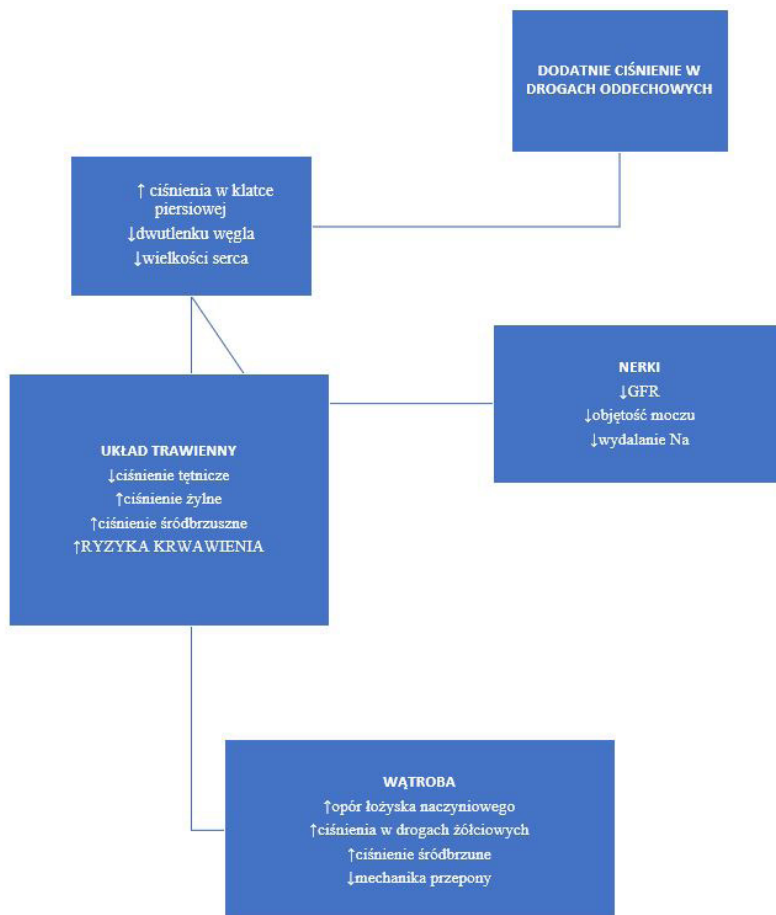 DODATNIE CIŚNIENIE W
DROGACH ODDECHOWYCH
↑ ciśnienia w klatce
piersiowej
↓dwutlenku węgla
↓wielkości serca
NERKI
↓GFR
↓objętość moczu
↓wydalanie Na
UKŁAD TRAWIENNY
↓ciśnienie tętnicze
↑ciśnienie żylne
↑ciśnienie śródbrzuszne
↑RYZYKA KRWAWIENIA
WĄTROBA
↑opór łożyska naczyniowego
↑ciśnienia w drogach żółciowych
↑ciśnienie śródbrzune
↓mechanika przepony